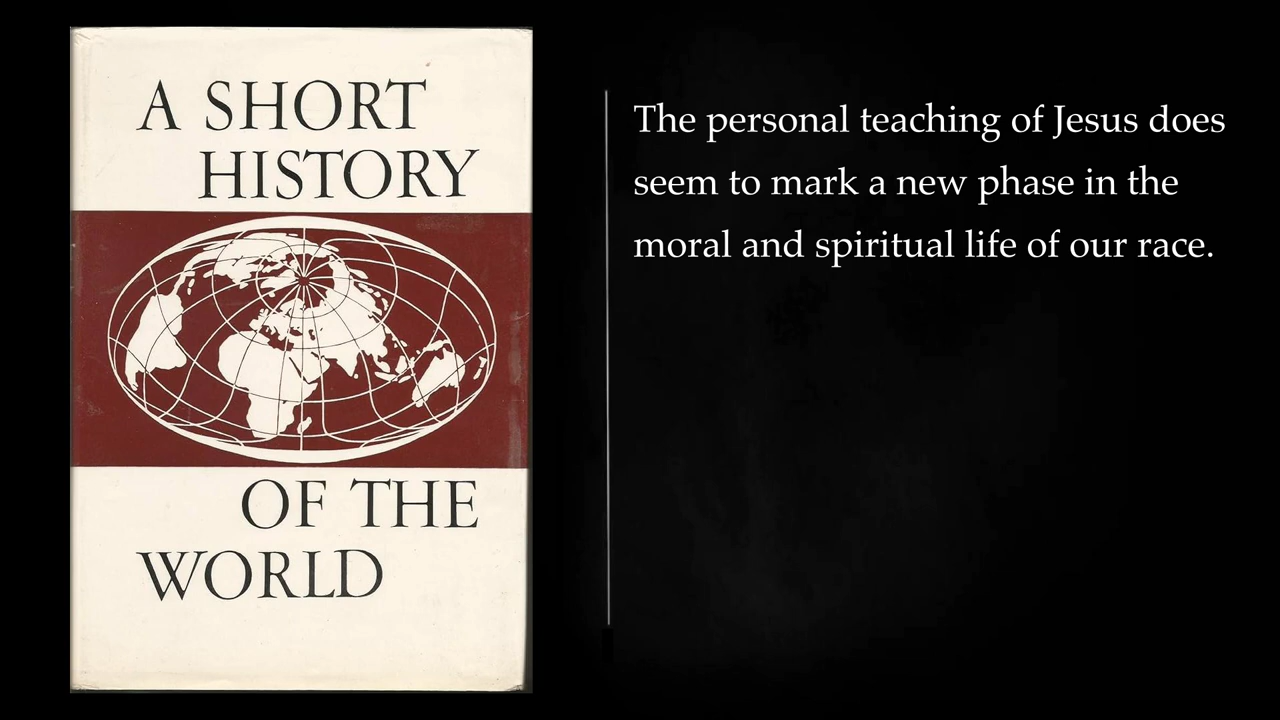 A SHORT
HISTORY
OF THE
WORLD
The personal teaching of Jesus does
seem to mark a new phase in the
moral and spiritual life of our race.